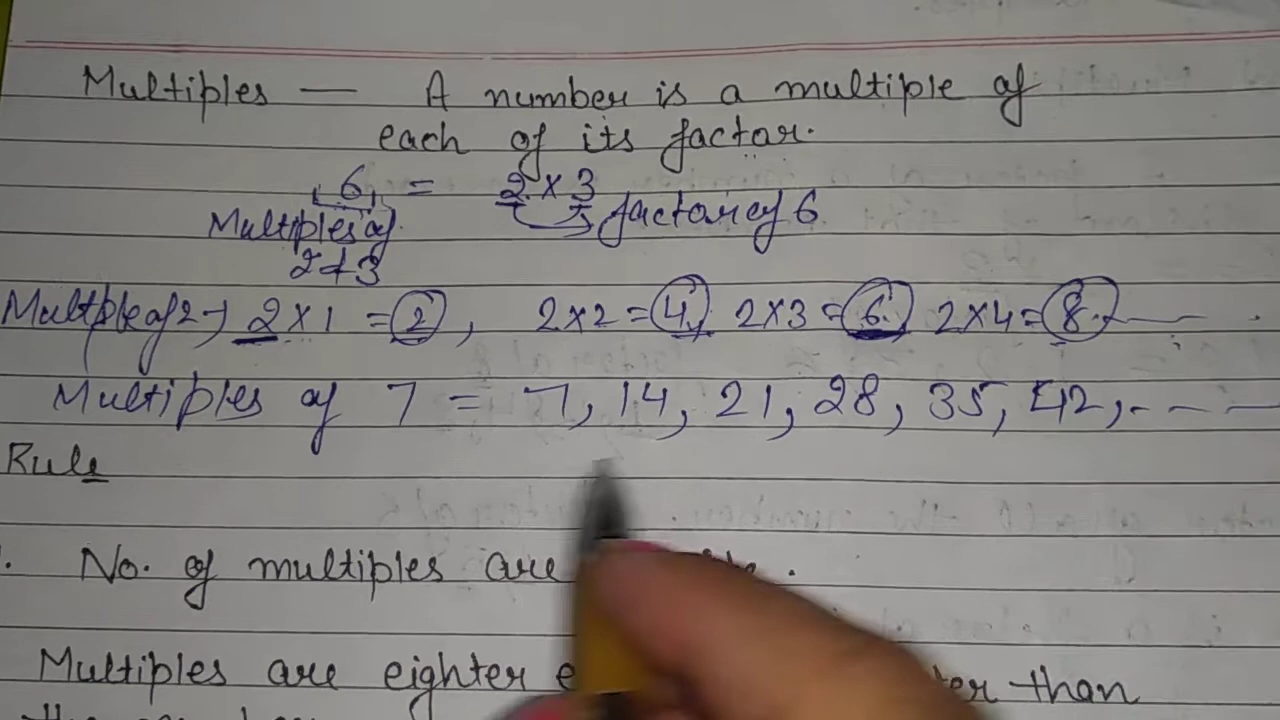 Multiples — A number is a multiple of
each of its factor.
6 = 2 × 3
Multiples of factor of 6
2 & 3
Multiple of 2 → 2×1 = 2, 2×2 = 4, 2×3 = 6, 2×4 = 8, ——
Multiples of 7 = 7, 14, 21, 28, 35, 42, - - -
Rule
. No. of multiples are .
Multiples are eighter than